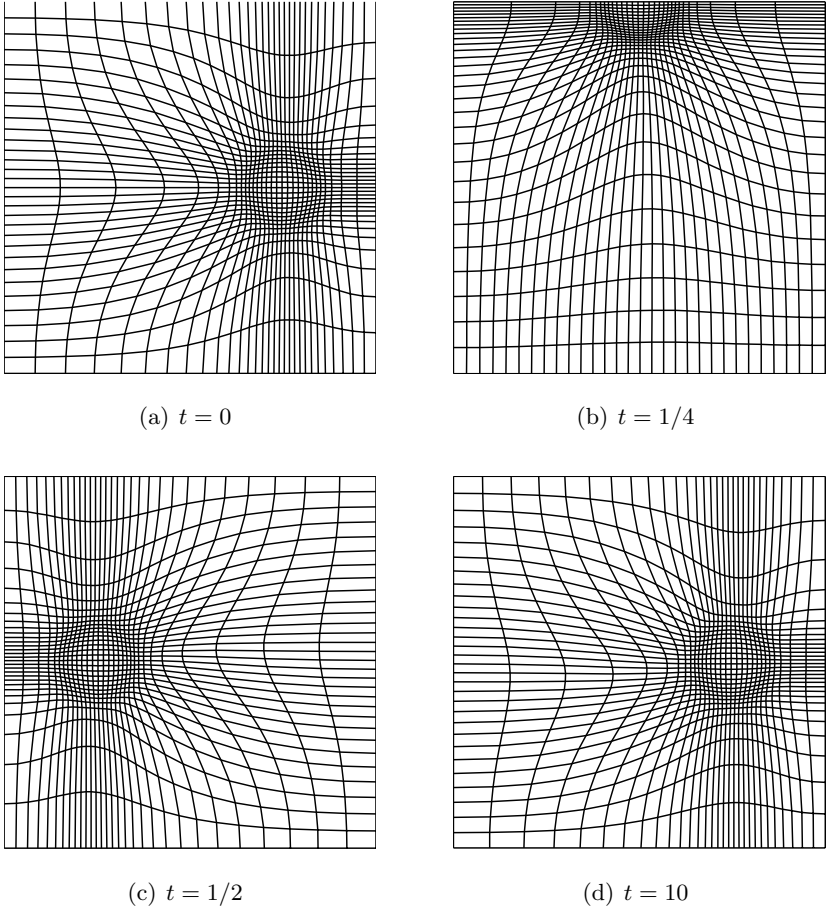 (a) t = 0
(b) t = 1/4
(c) t = 1/2
(d) t = 10